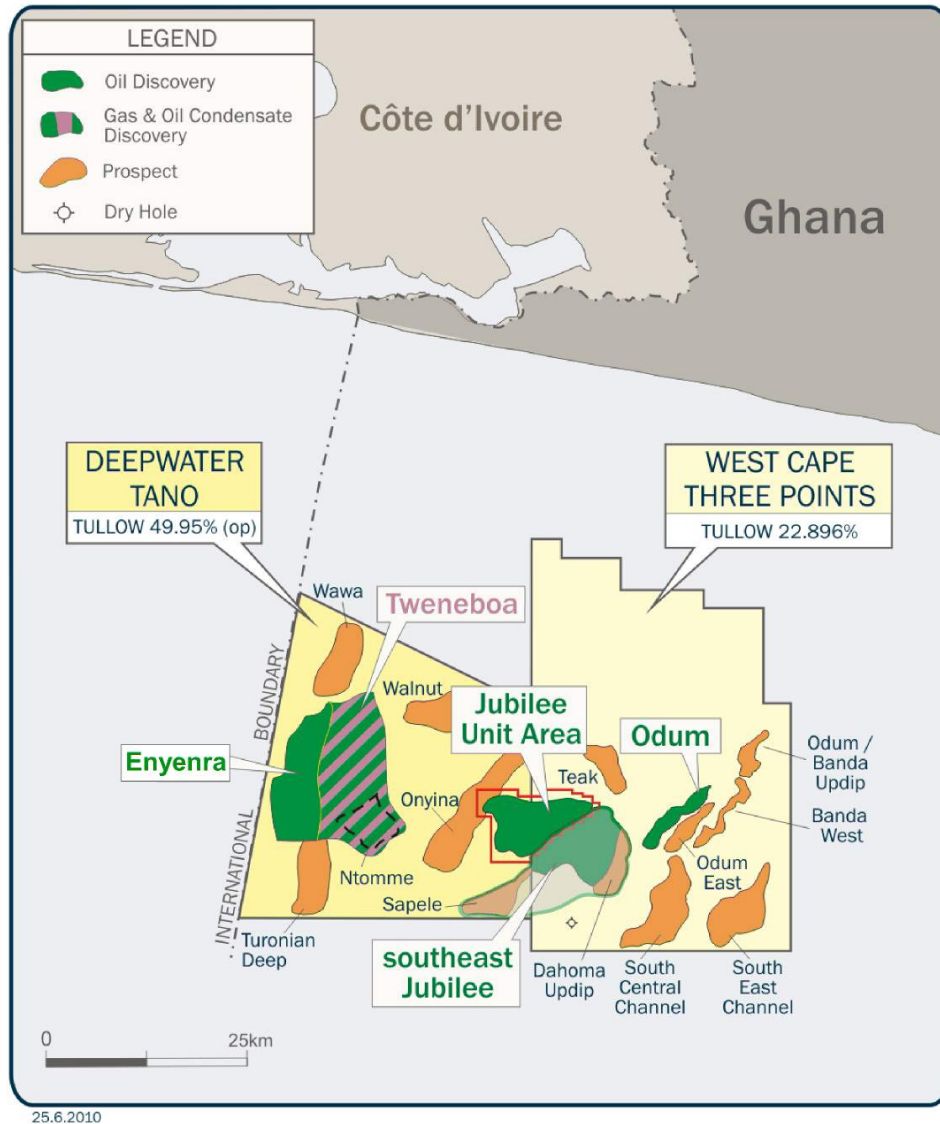 LEGEND
Oil Discovery
Gas & Oil Condensate
Discovery
Prospect
Dry Hole
Côte d'Ivoire
Ghana
DEEPWATER
TANO
TULLOW 49.95% (op)
WEST CAPE
THREE POINTS
TULLOW 22.896%
Wawa
Tweneboa
Walnut
Jubilee
Unit Area
Odum
Enyenra
Teak
Odum /
Banda
Updip
Onyina
Banda
West
Ntomme
Odum
East
Sapele
Turonian
Deep
southeast
Jubilee
Dahoma
Updip
South
Central
Channel
South
East
Channel
INTERNATIONAL BOUNDARY
0 25km
25.6.2010